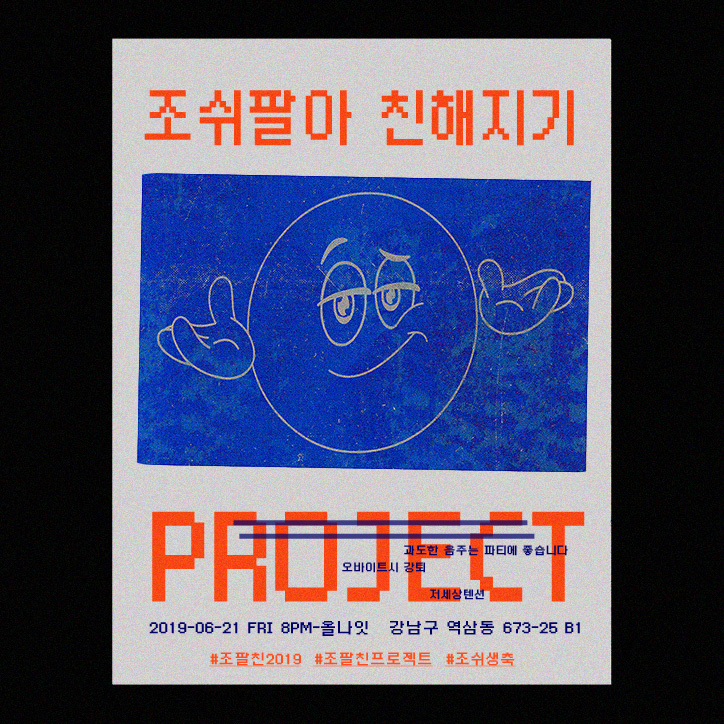 조쉬팔아 친해지기
PROJECT
과도한 음주는 파티에 좋습니다
오바이트시 강퇴
저세상텐션
2019-06-21 FRI 8PM-올나잇 강남구 역삼동 673-25 B1
#조팔친2019 #조팔친프로젝트 #조쉬생축